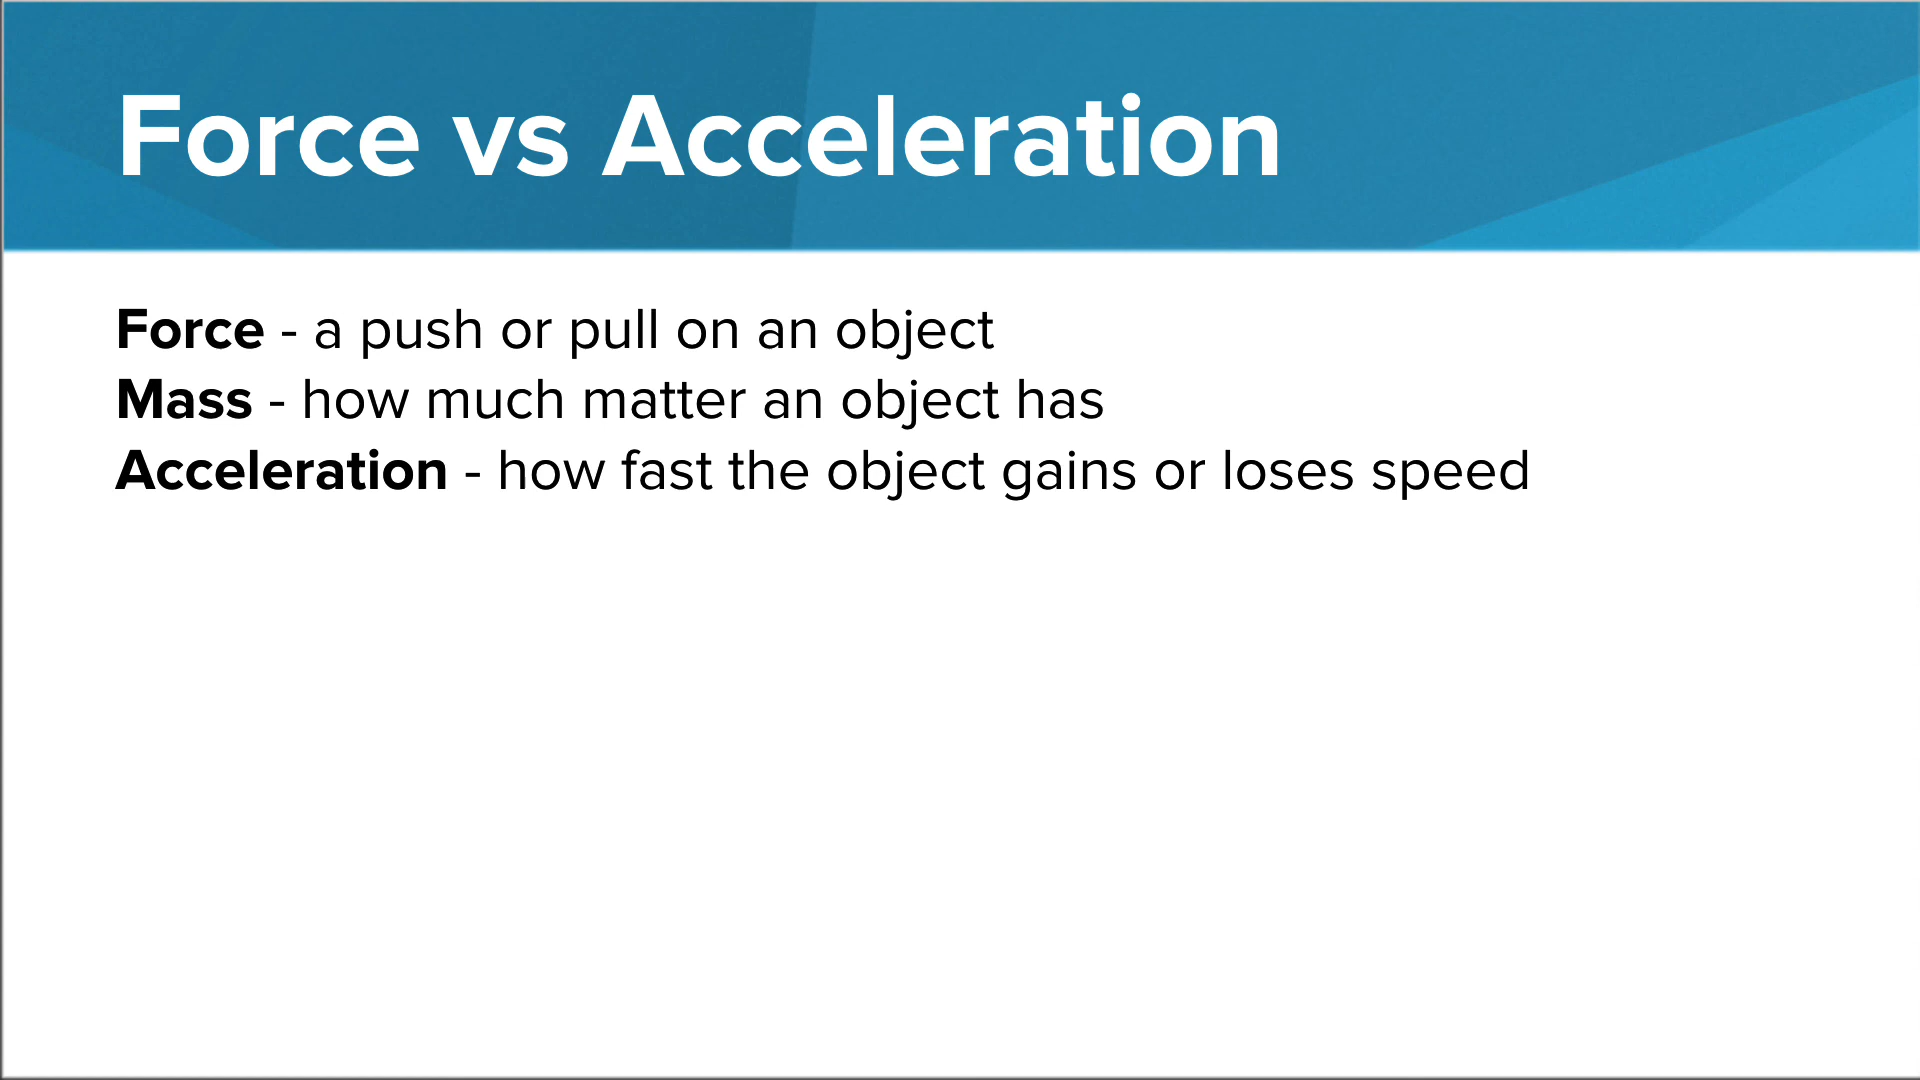 Force vs Acceleration
Force - a push or pull on an object
Mass - how much matter an object has
Acceleration - how fast the object gains or loses speed